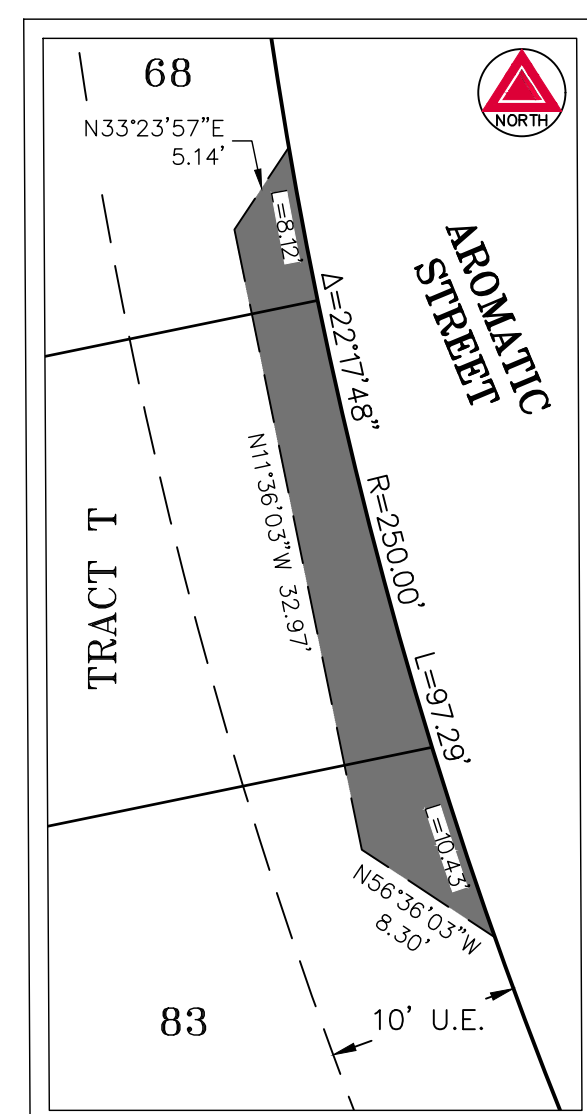 68
NORTH
N33°23'57"E
5.14'
L=8.12'
AROMATIC
STREET
Δ=22°17'48"
R=250.00'
L=97.29'
N11°36'03"W 32.97'
TRACT T
L=10.43'
N56°36'03"W
8.30'
83
10' U.E.